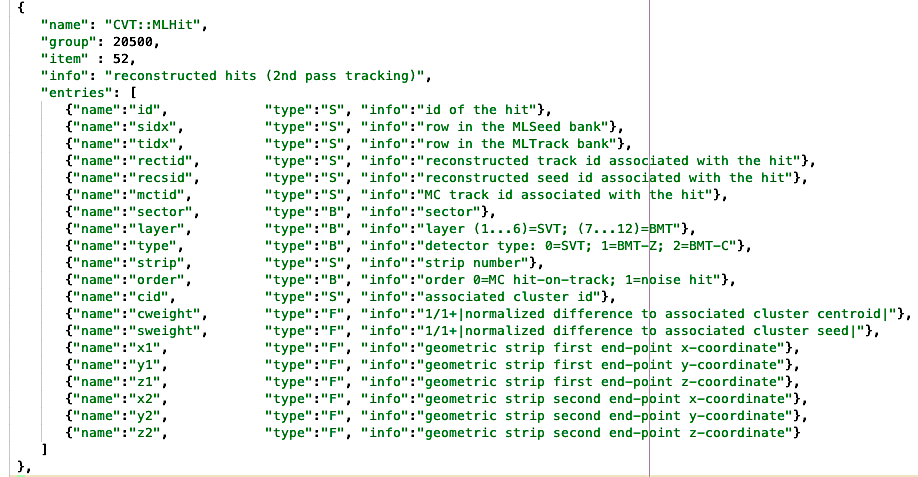 {
"name": "CVT::MLHit",
"group": 20500,
"item" : 52,
"info": "reconstructed hits (2nd pass tracking)",
"entries": [
{"name":"id", "type":"S", "info":"id of the hit"},
{"name":"sidx", "type":"S", "info":"row in the MLSeed bank"},
{"name":"tidx", "type":"S", "info":"row in the MLTrack bank"},
{"name":"rectid", "type":"S", "info":"reconstructed track id associated with the hit"},
{"name":"recsid", "type":"S", "info":"reconstructed seed id associated with the hit"},
{"name":"mctid", "type":"S", "info":"MC track id associated with the hit"},
{"name":"sector", "type":"B", "info":"sector"},
{"name":"layer", "type":"B", "info":"layer (1...6)=SVT; (7...12)=BMT"},
{"name":"type", "type":"B", "info":"detector type: 0=SVT; 1=BMT-Z; 2=BMT-C"},
{"name":"strip", "type":"S", "info":"strip number"},
{"name":"order", "type":"B", "info":"order 0=MC hit-on-track; 1=noise hit"},
{"name":"cid", "type":"S", "info":"associated cluster id"},
{"name":"cweight", "type":"F", "info":"1/1+|normalized difference to associated cluster centroid|"},
{"name":"sweight", "type":"F", "info":"1/1+|normalized difference to associated cluster seed|"},
{"name":"x1", "type":"F", "info":"geometric strip first end-point x-coordinate"},
{"name":"y1", "type":"F", "info":"geometric strip first end-point y-coordinate"},
{"name":"z1", "type":"F", "info":"geometric strip first end-point z-coordinate"},
{"name":"x2", "type":"F", "info":"geometric strip second end-point x-coordinate"},
{"name":"y2", "type":"F", "info":"geometric strip second end-point y-coordinate"},
{"name":"z2", "type":"F", "info":"geometric strip second end-point z-coordinate"}
]
},